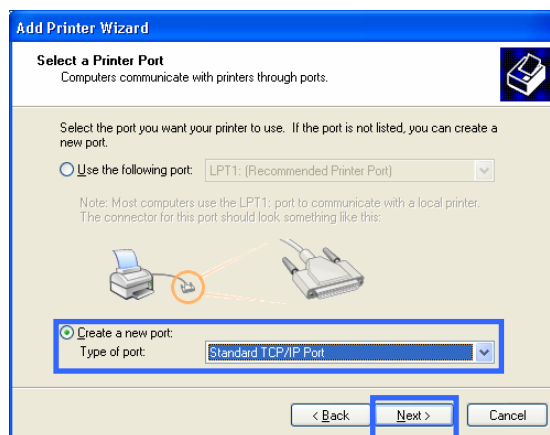 Add Printer Wizard
Select a Printer Port
Computers communicate with printers through ports.
Select the port you want your printer to use. If the port is not listed, you can create a
new port.
Use the following port: LPT1: (Recommended Printer Port)
Note: Most computers use the LPT1: port to communicate with a local printer.
The connector for this port should look something like this:
Create a new port:
Type of port: Standard TCP/IP Port
< Back Next > Cancel